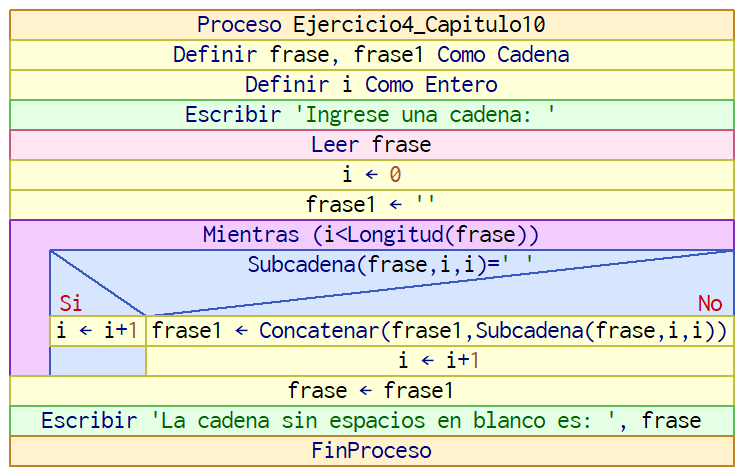 Proceso Ejercicio4_Capitulo10
Definir frase, frase1 Como Cadena
Definir i Como Entero
Escribir 'Ingrese una cadena: '
Leer frase
i ← 0
frase1 ← ''
Mientras (i<Longitud(frase))
Subcadena(frase,i,i)=' '
Si No
i ← i+1 frase1 ← Concatenar(frase1,Subcadena(frase,i,i))
i ← i+1
frase ← frase1
Escribir 'La cadena sin espacios en blanco es: ', frase
FinProceso